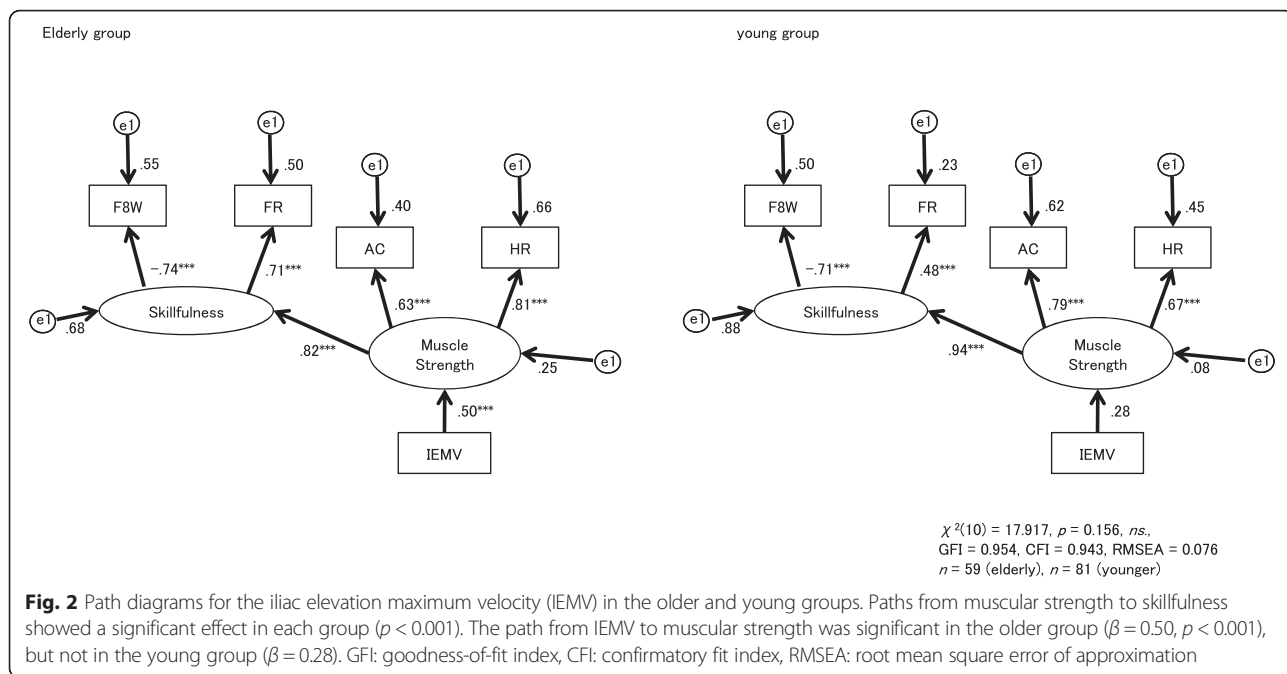 Elderly group
young group
e1
e1
e1
e1
.55
.50
.50
.23
e1
e1
e1
e1
F8W
FR
F8W
FR
.40
.66
.62
.45
AC
HR
AC
HR
-.74***
.71***
-.71***
.48***
.63***
.81***
.79***
.67***
Skillfulness
Skillfulness
e1
.68
e1
.88
.82***
.94***
Muscle
Strength
Muscle
Strength
.25
e1
.08
e1
.50***
.28
IEMV
IEMV
χ²(10) = 17.917, p = 0.156, ns.,
GFI = 0.954, CFI = 0.943, RMSEA = 0.076
n = 59 (elderly), n = 81 (younger)
Fig. 2 Path diagrams for the iliac elevation maximum velocity (IEMV) in the older and young groups. Paths from muscular strength to skillfulness
showed a significant effect in each group (p < 0.001). The path from IEMV to muscular strength was significant in the older group (β = 0.50, p < 0.001),
but not in the young group (β = 0.28). GFI: goodness-of-fit index, CFI: confirmatory fit index, RMSEA: root mean square error of approximation